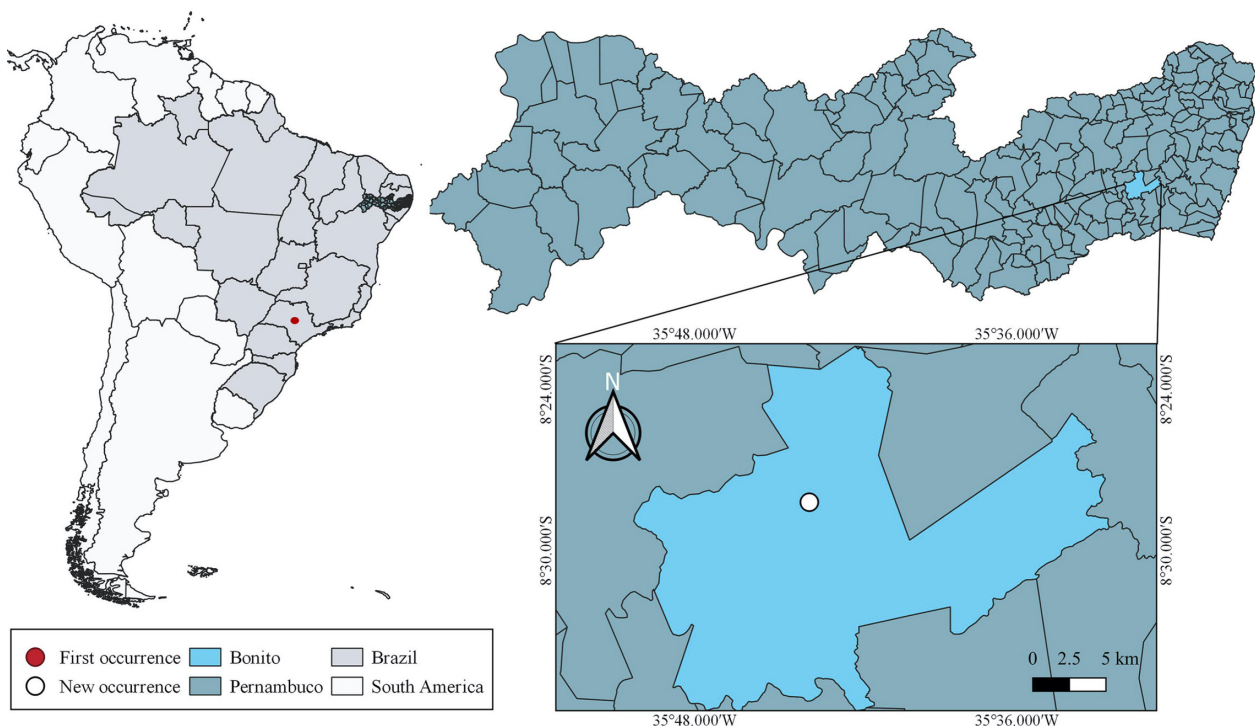 35°48.000'W
35°36.000'W
8°24.000'S
8°24.000'S
N
8°30.000'S
8°30.000'S
0 2.5 5 km
35°48.000'W
35°36.000'W
First occurrence
Bonito
Brazil
New occurrence
Pernambuco
South America